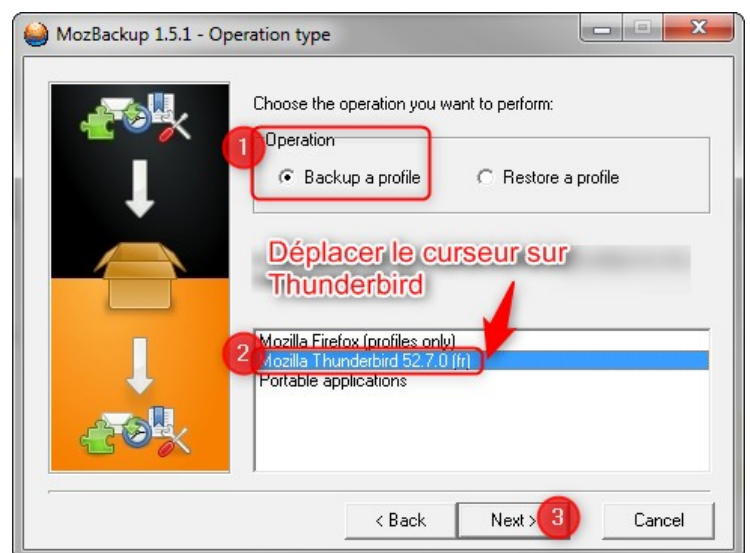 MozBackup 1.5.1 - Operation type
Choose the operation you want to perform:
Operation
1
Backup a profile
Restore a profile
Déplacer le curseur sur
Thunderbird
Mozilla Firefox (profiles only)
2
Mozilla Thunderbird 52.7.0 (fr)
Portable applications
< Back
Next >
3
Cancel